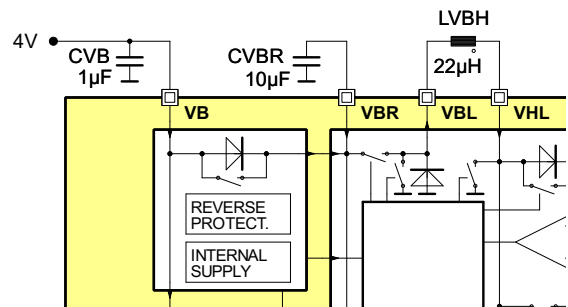 LVBH
4V
CVB
1µF
CVBR
10µF
22µH
VB
VBR
VBL
VHL
REVERSE
PROTECT.
INTERNAL
SUPPLY